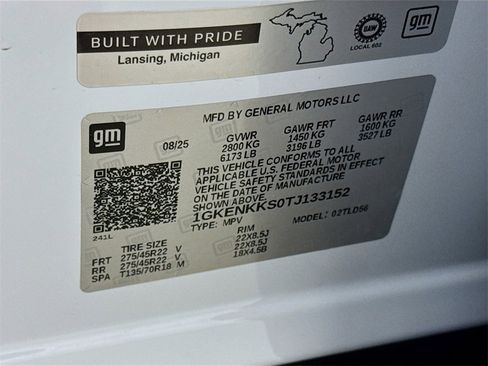 BUILT WITH PRIDE
Lansing, Michigan
UAW
LOCAL 602
gm
gm
MFD BY GENERAL MOTORS LLC
08/25
GVWR GAWR FRT GAWR RR
2800 KG 1450 KG 1600 KG
6173 LB 3196 LB 3527 LB
THIS VEHICLE CONFORMS TO ALL
APPLICABLE U.S. FEDERAL MOTOR
VEHICLE SAFETY STANDARDS IN EFFECT
ON THE DATE OF MANUFACTURE SHOWN ABOVE.
1GKENKKS0TJ133152
TYPE: MPV MODEL: 02TLD56
241L
TIRE SIZE RIM
FRT 275/45R22 V 22X8.5J
RR 275/45R22 V 22X8.5J
SPA T135/70R18 M 18X4.5B